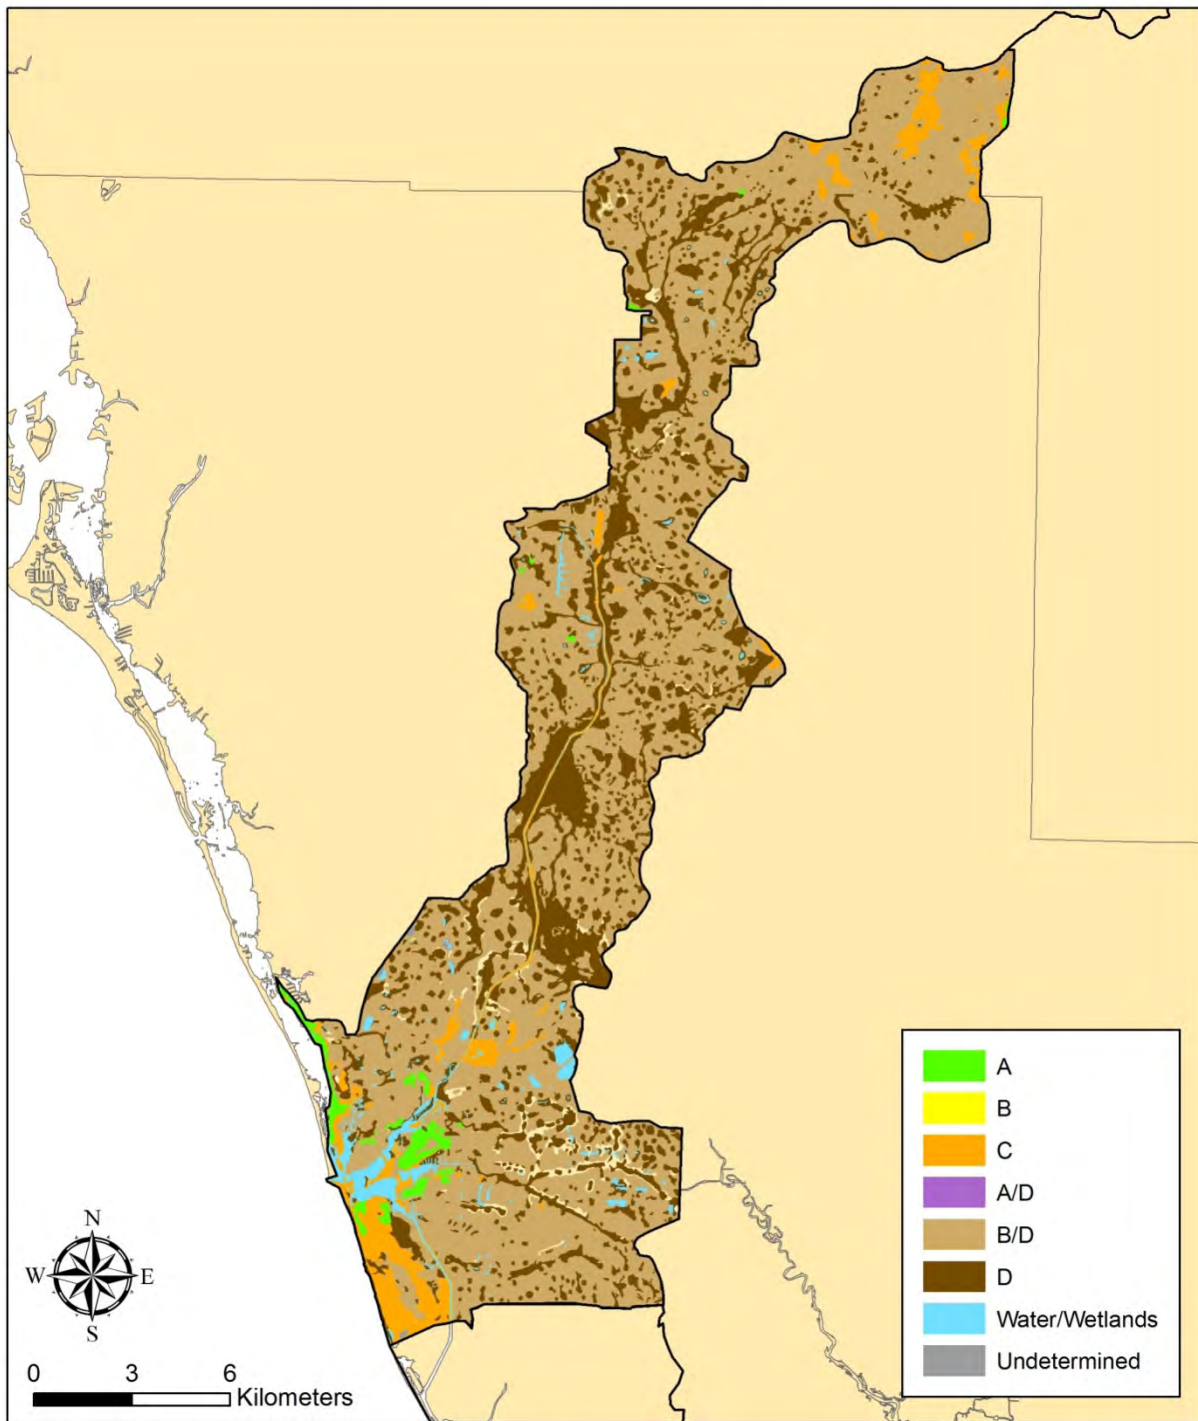 A
B
C
A/D
B/D
D
Water/Wetlands
Undetermined
N
W E
S
0 3 6
Kilometers